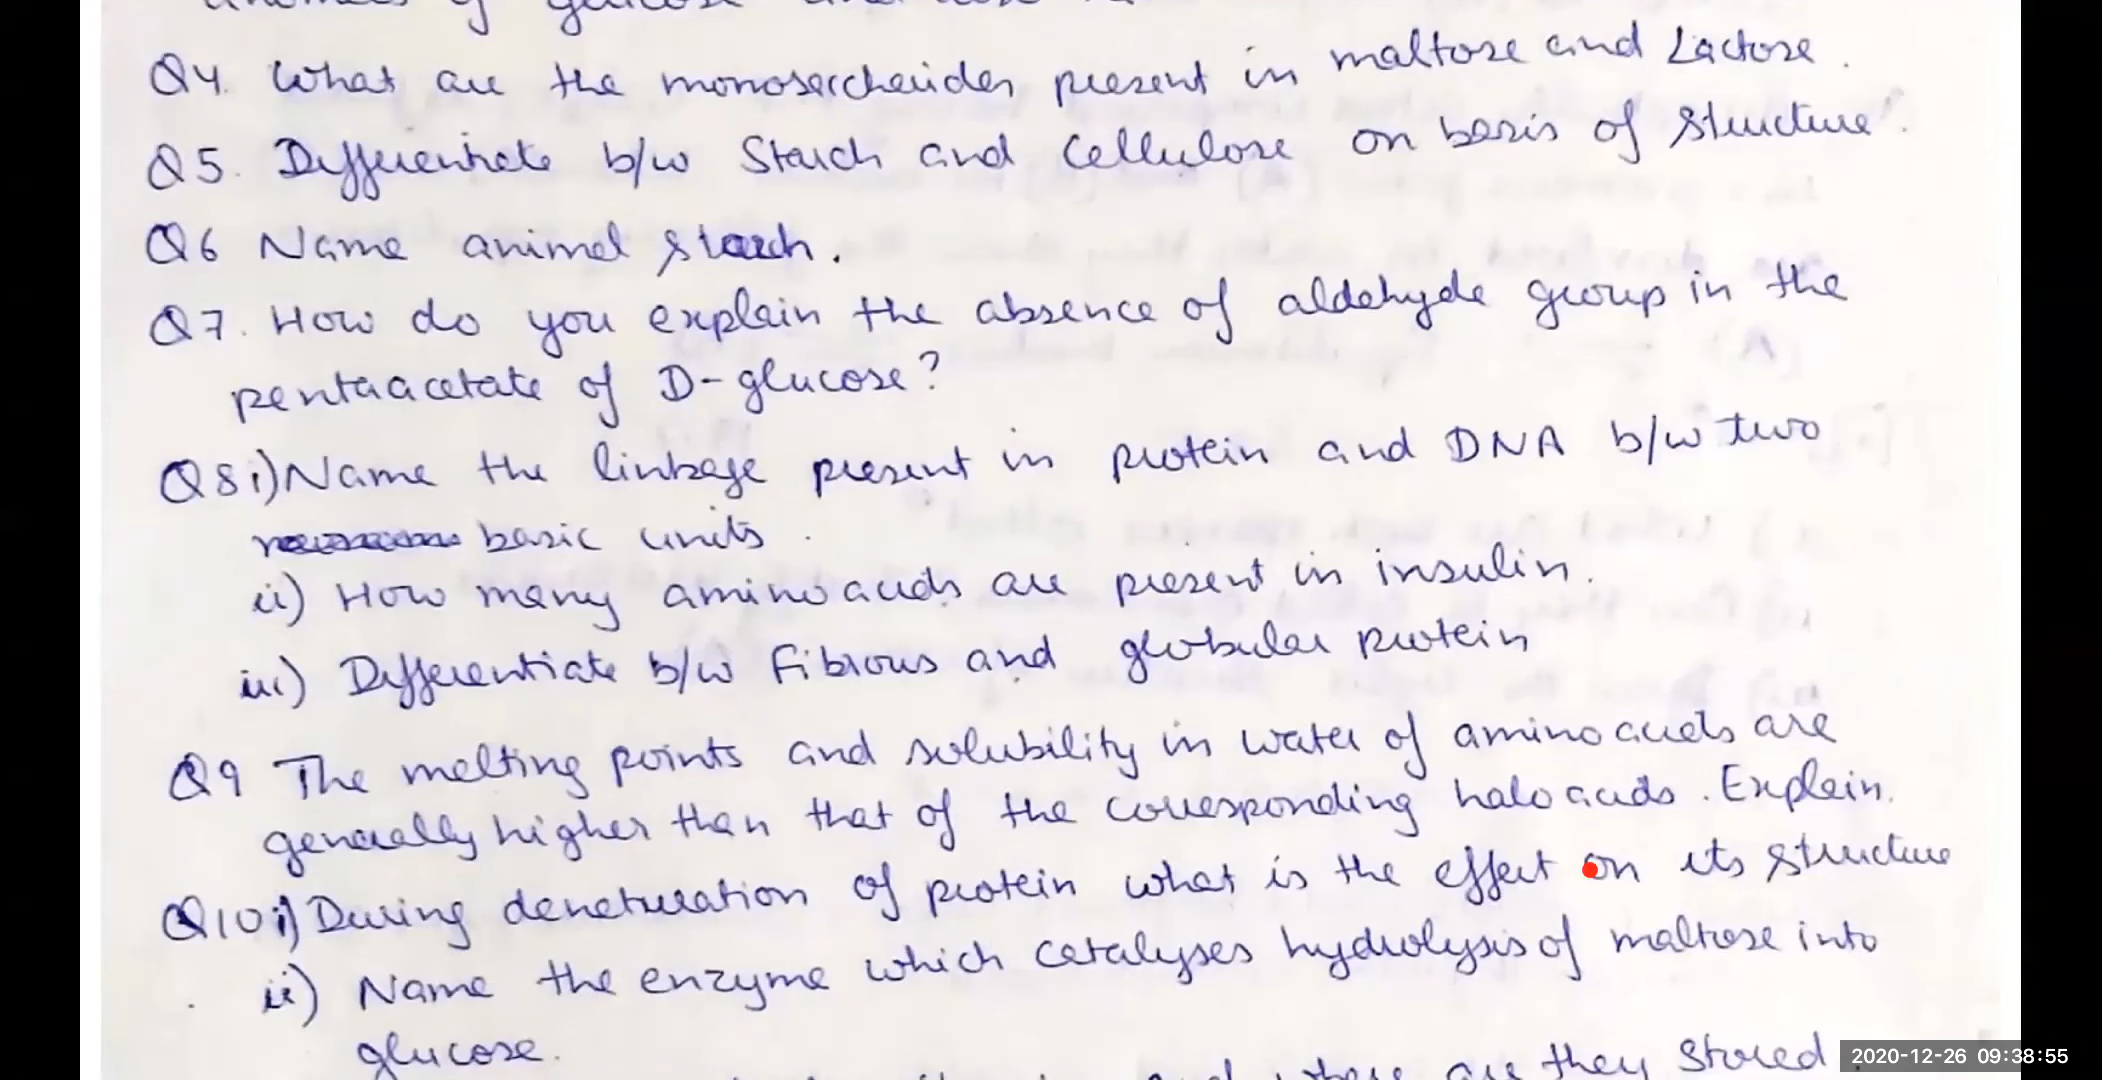 of glucose
Q4. What are the monosaccharides present in maltose and Lactose.
Q5. Differentiate b/w Starch and Cellulose on basis of structure.
Q6 Name animal starch.
Q7. How do you explain the absence of aldehyde group in the
pentaacetate of D-glucose?
Q8 i) Name the linkage present in protein and DNA b/w two
basic units.
ii) How many amino acids are present in insulin.
iii) Differentiate b/w Fibrous and globular protein
Q9 The melting points and solubility in water of amino acids are
generally higher than that of the corresponding halo acids. Explain.
Q10 i) During denaturation of protein what is the effect on its structure
ii) Name the enzyme which catalyses hydrolysis of maltose into
glucose.
and where are they stored.
2020-12-26 09:38:55